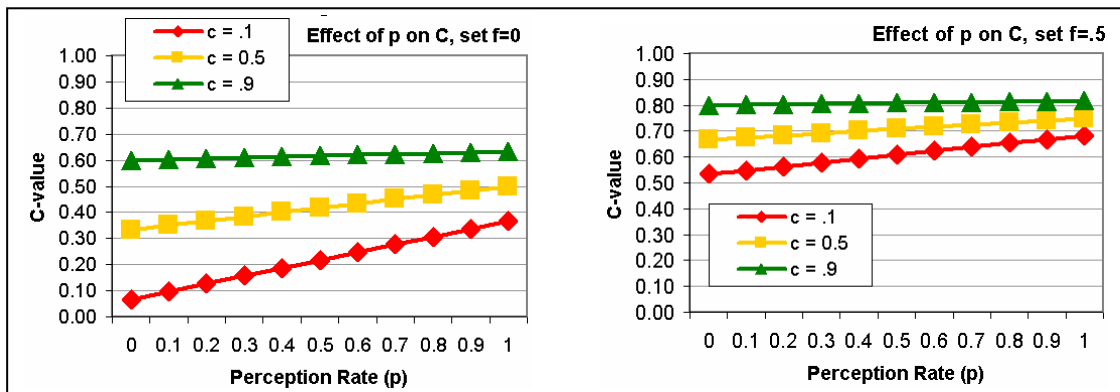 Effect of p on C, set f=0
c = .1
c = 0.5
c = .9
C-value
1.00
0.90
0.80
0.70
0.60
0.50
0.40
0.30
0.20
0.10
0.00
0 0.1 0.2 0.3 0.4 0.5 0.6 0.7 0.8 0.9 1
Perception Rate (p)
Effect of p on C, set f=.5
C-value
1.00
0.90
0.80
0.70
0.60
0.50
0.40
0.30
0.20
0.10
0.00
c = .1
c = 0.5
c = .9
0 0.1 0.2 0.3 0.4 0.5 0.6 0.7 0.8 0.9 1
Perception Rate (p)